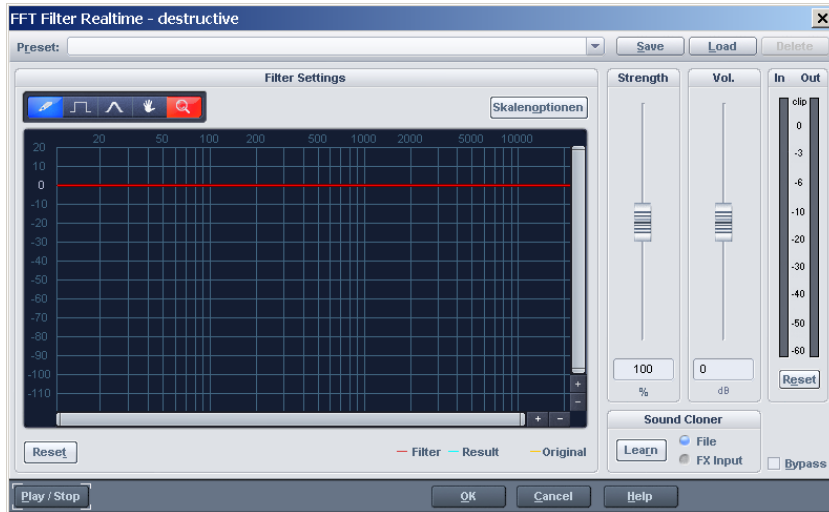 FFT Filter Realtime - destructive
Preset: Save Load Delete
Filter Settings Strength Vol. In Out
Skalenoptionen
20 50 100 200 500 1000 2000 5000 10000
20
10
0
-10
-20
-30
-40
-50
-60
-70
-80
-90
-100
-110
clip
0
-3
-6
-10
-20
-30
-40
-50
-60
100 0
% dB
Reset
Sound Cloner
Learn File
FX Input
Reset Filter Result Original
Bypass
Play / Stop OK Cancel Help